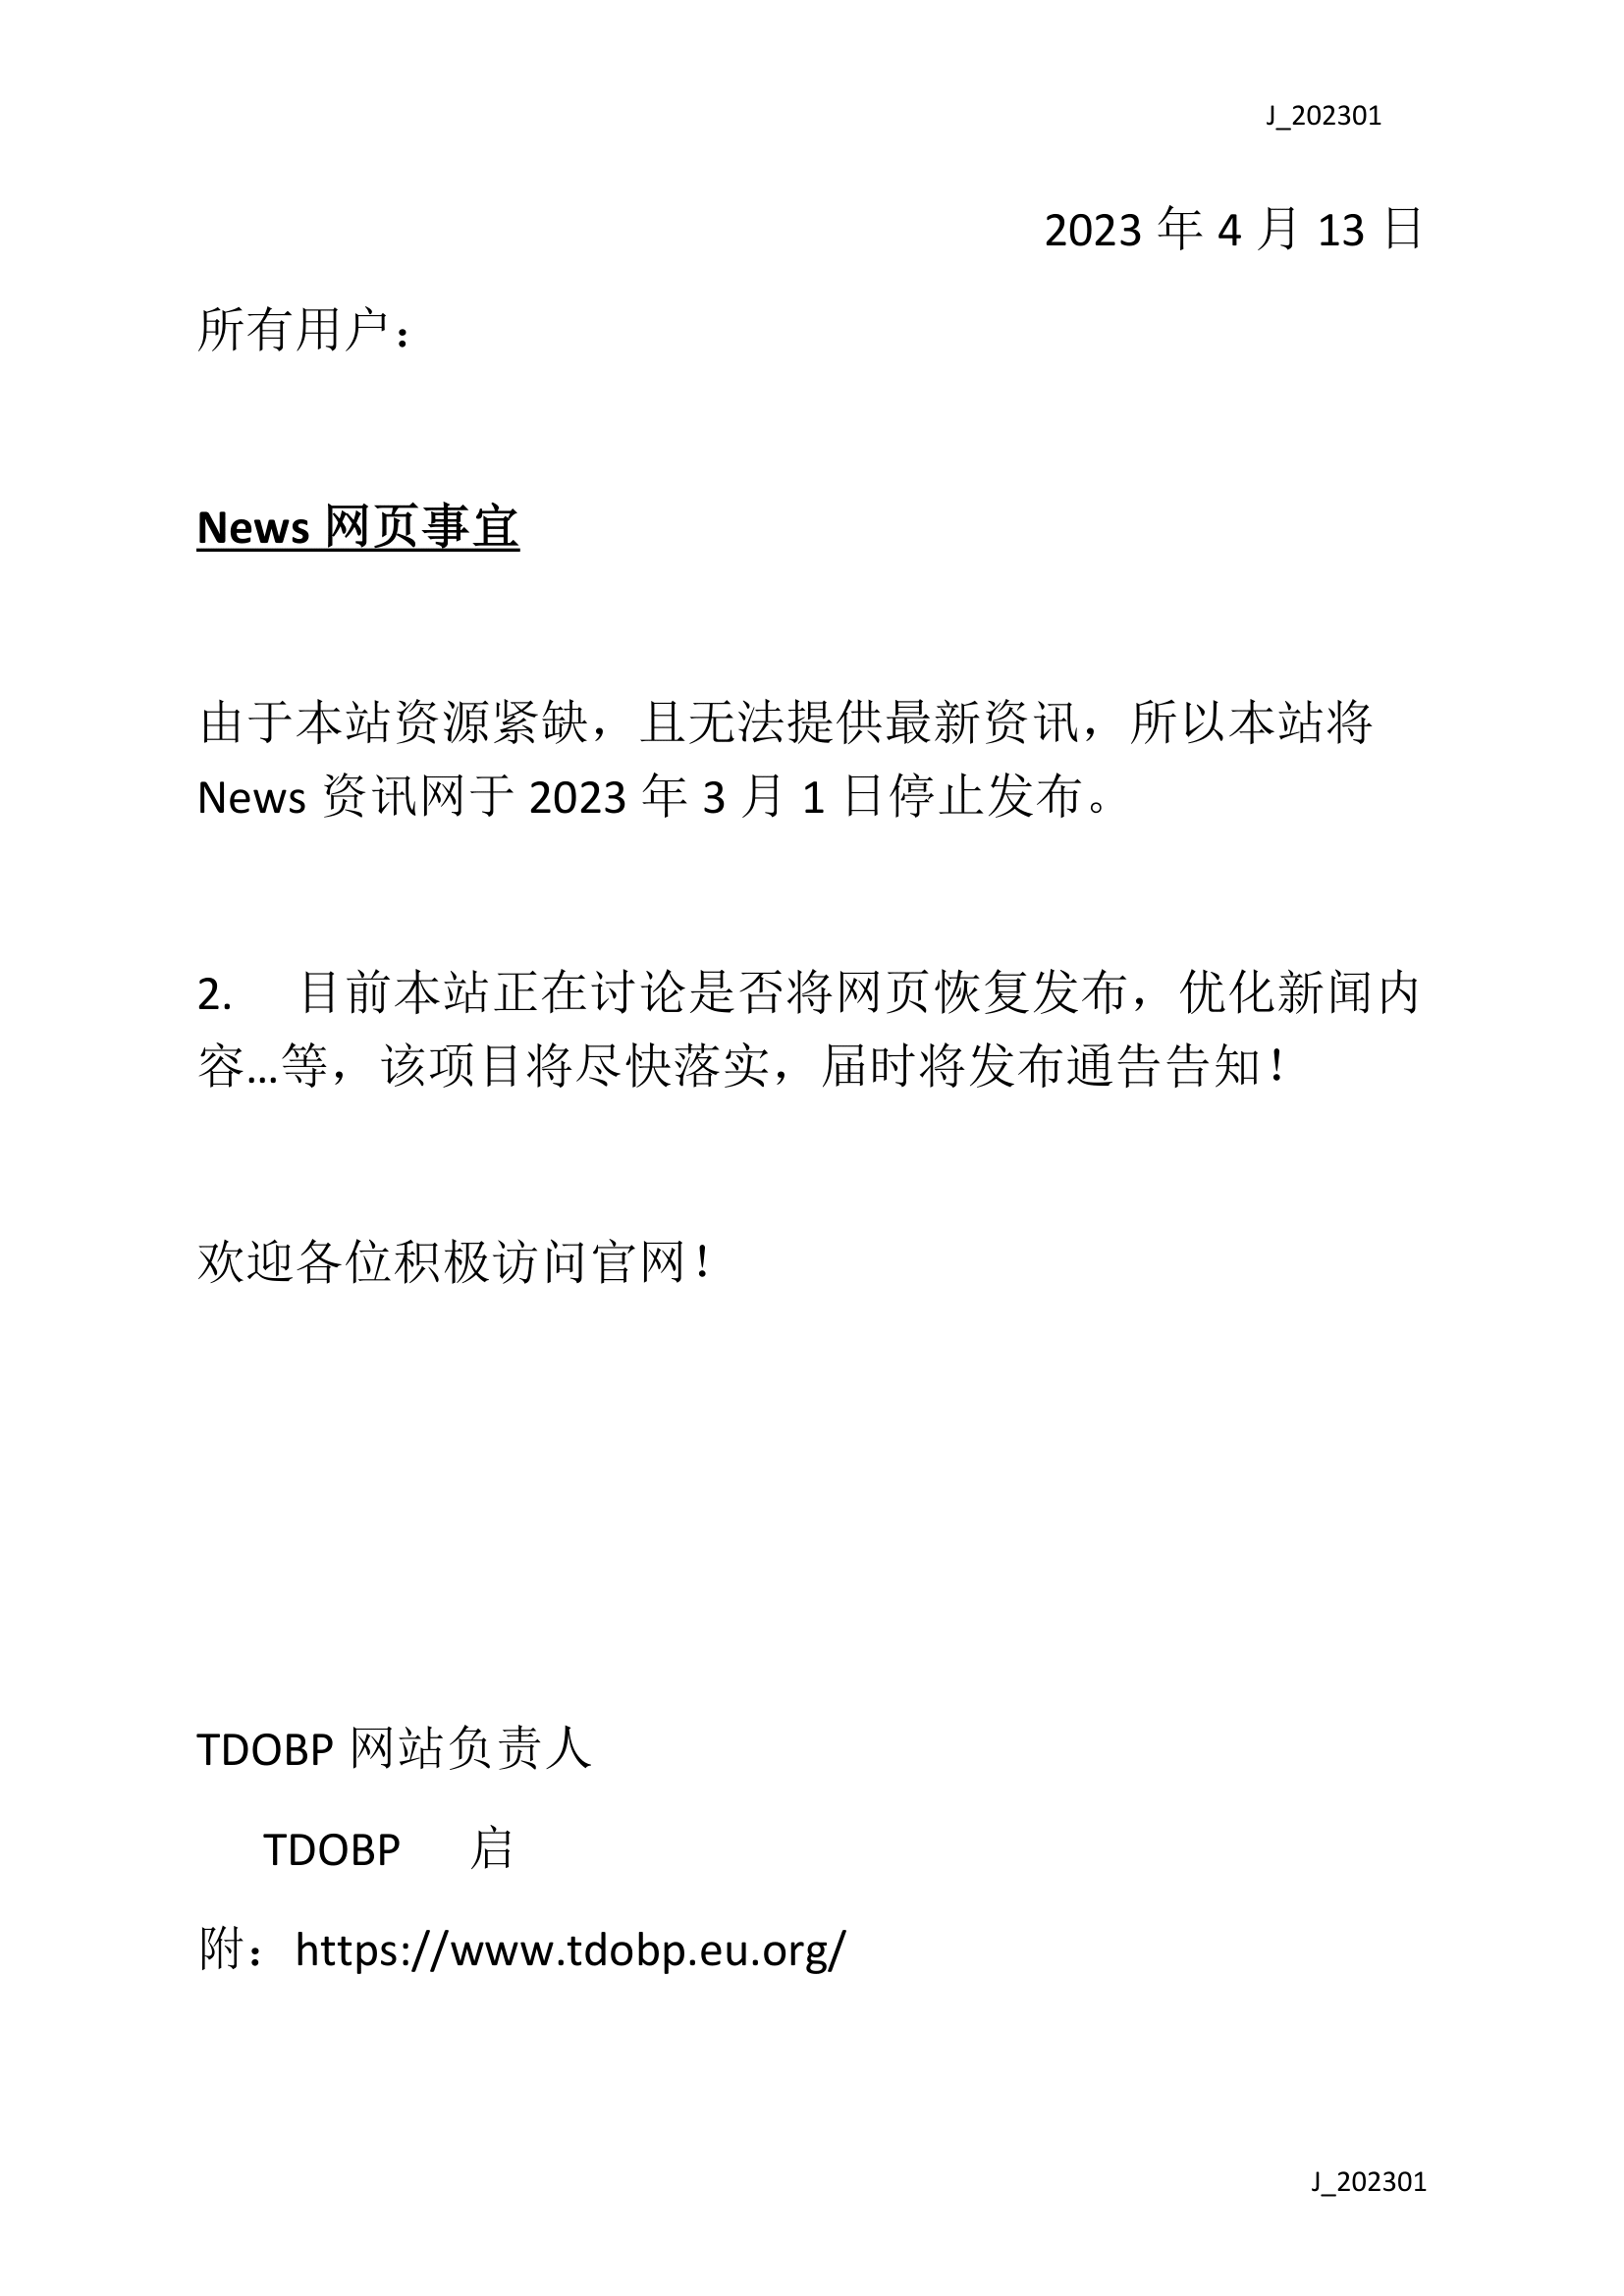 J_202301
2023 年 4 月 13 日
所有用户：
News 网页事宜
由于本站资源紧缺，且无法提供最新资讯，所以本站将
News 资讯网于 2023 年 3 月 1 日停止发布。
2. 目前本站正在讨论是否将网页恢复发布，优化新闻内
容…等，该项目将尽快落实，届时将发布通告告知！
欢迎各位积极访问官网！
TDOBP 网站负责人
TDOBP 启
附：https://www.tdobp.eu.org/
J_202301